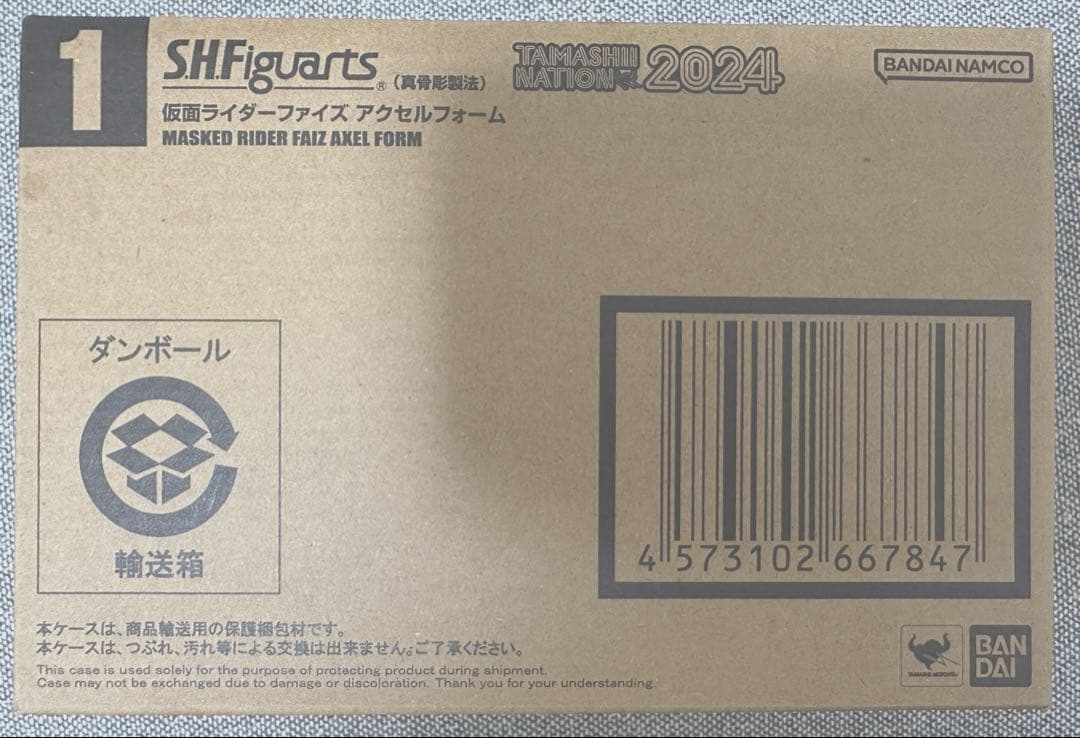 1
S.H.Figuarts® (真骨彫製法)
仮面ライダーファイズ アクセルフォーム
MASKED RIDER FAIZ AXEL FORM
TAMASHII
NATION 2024
BANDAI NAMCO
ダンボール
輸送箱
4 573102 667847
本ケースは、商品輸送用の保護梱包材です。
本ケースは、つぶれ、汚れ等による交換は出来ません。ご了承ください。
This case is used solely for the purpose of protecting product during shipment.
Case may not be exchanged due to damage or discoloration. Thank you for your understanding.
TAMASHII NATIONS
BAN
DAI